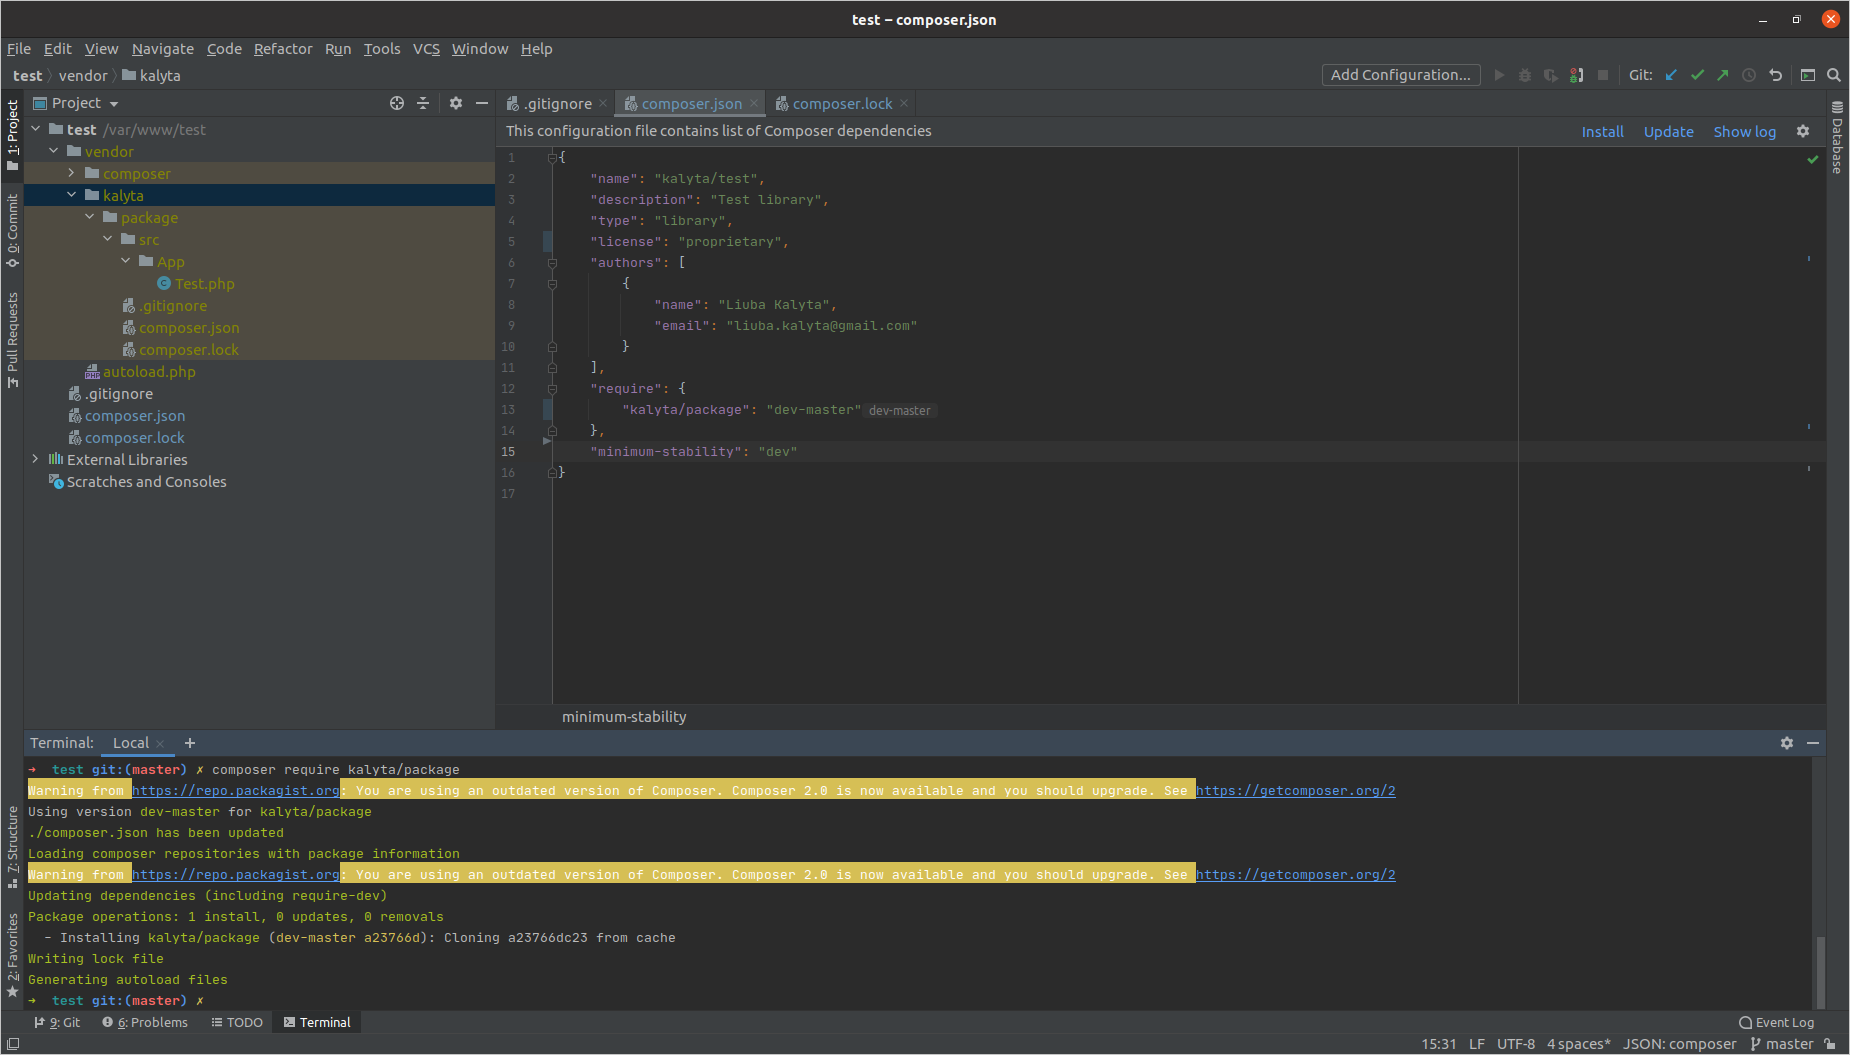 test – composer.json
File Edit View Navigate Code Refactor Run Tools VCS Window Help
test vendor kalyta
Add Configuration... Git:
Project
.gitignore
composer.json
composer.lock
This configuration file contains list of Composer dependencies
Install Update Show log
1: Project
0: Commit
Pull Requests
7: Structure
2: Favorites
Database
test /var/www/test
vendor
composer
kalyta
package
src
App
Test.php
.gitignore
composer.json
composer.lock
autoload.php
.gitignore
composer.json
composer.lock
External Libraries
Scratches and Consoles
1 {
2 "name": "kalyta/test",
3 "description": "Test library",
4 "type": "library",
5 "license": "proprietary",
6 "authors": [
7 {
8 "name": "Liuba Kalyta",
9 "email": "liuba.kalyta@gmail.com"
10 }
11 ],
12 "require": {
13 "kalyta/package": "dev-master" dev-master
14 },
15 "minimum-stability": "dev"
16 }
17
minimum-stability
Terminal: Local
→ test git:(master) ✗ composer require kalyta/package
Warning from https://repo.packagist.org: You are using an outdated version of Composer. Composer 2.0 is now available and you should upgrade. See https://getcomposer.org/2
Using version dev-master for kalyta/package
./composer.json has been updated
Loading composer repositories with package information
Warning from https://repo.packagist.org: You are using an outdated version of Composer. Composer 2.0 is now available and you should upgrade. See https://getcomposer.org/2
Updating dependencies (including require-dev)
Package operations: 1 install, 0 updates, 0 removals
- Installing kalyta/package (dev-master a23766d): Cloning a23766dc23 from cache
Writing lock file
Generating autoload files
→ test git:(master) ✗
9: Git 6: Problems TODO Terminal Event Log
15:31 LF UTF-8 4 spaces* JSON: composer master